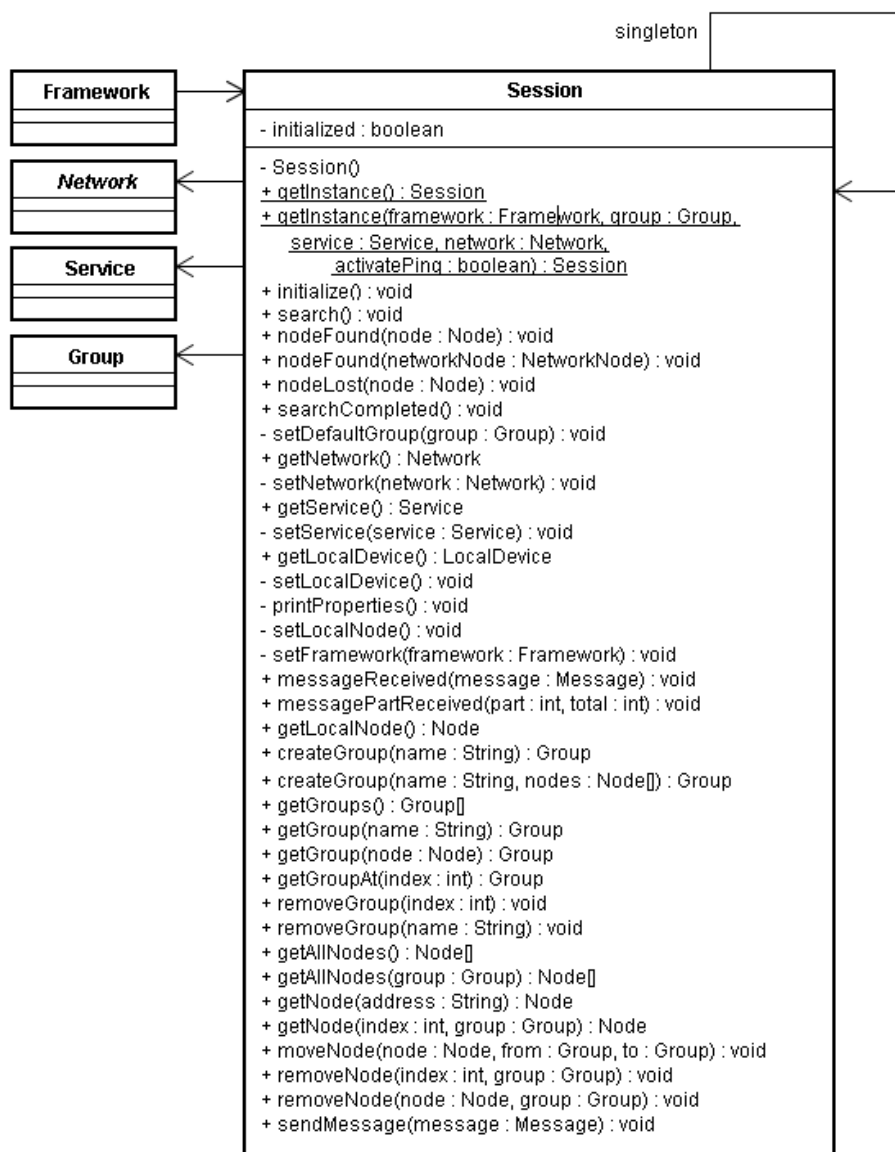 singleton
Framework
Network
Service
Group
Session
- initialized : boolean
- Session()
+ getInstance() : Session
+ getInstance(framework : Framework, group : Group,
service : Service, network : Network,
activatePing : boolean) : Session
+ initialize() : void
+ search() : void
+ nodeFound(node : Node) : void
+ nodeFound(networkNode : NetworkNode) : void
+ nodeLost(node : Node) : void
+ searchCompleted() : void
- setDefaultGroup(group : Group) : void
+ getNetwork() : Network
- setNetwork(network : Network) : void
+ getService() : Service
- setService(service : Service) : void
+ getLocalDevice() : LocalDevice
- setLocalDevice() : void
- printProperties() : void
- setLocalNode() : void
- setFramework(framework : Framework) : void
+ messageReceived(message : Message) : void
+ messagePartReceived(part : int, total : int) : void
+ getLocalNode() : Node
+ createGroup(name : String) : Group
+ createGroup(name : String, nodes : Node[]) : Group
+ getGroups() : Group[]
+ getGroup(name : String) : Group
+ getGroup(node : Node) : Group
+ getGroupAt(index : int) : Group
+ removeGroup(index : int) : void
+ removeGroup(name : String) : void
+ getAllNodes() : Node[]
+ getAllNodes(group : Group) : Node[]
+ getNode(address : String) : Node
+ getNode(index : int, group : Group) : Node
+ moveNode(node : Node, from : Group, to : Group) : void
+ removeNode(index : int, group : Group) : void
+ removeNode(node : Node, group : Group) : void
+ sendMessage(message : Message) : void